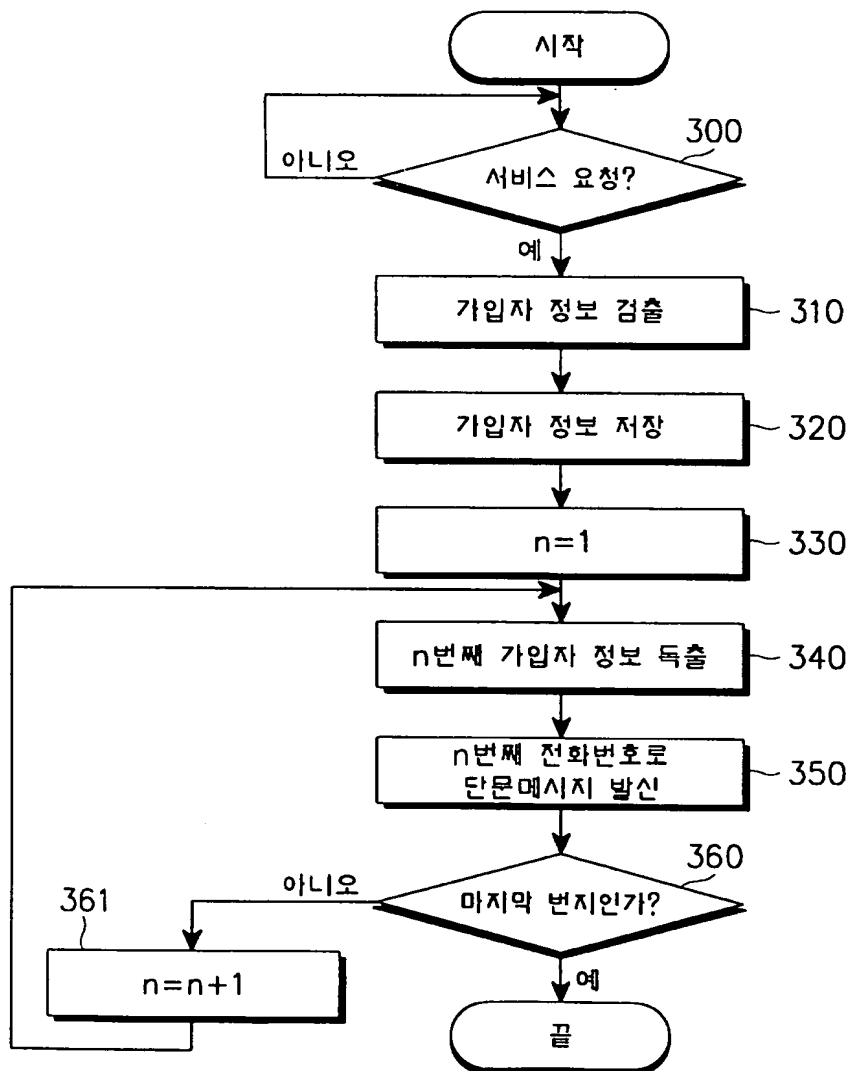 시작
300
아니오
서비스 요청?
예
가입자 정보 검출
310
가입자 정보 저장
320
n=1
330
n번째 가입자 정보 독출
340
n번째 전화번호로
단문메시지 발신
350
360
아니오
마지막 번지인가?
361
n=n+1
예
끝